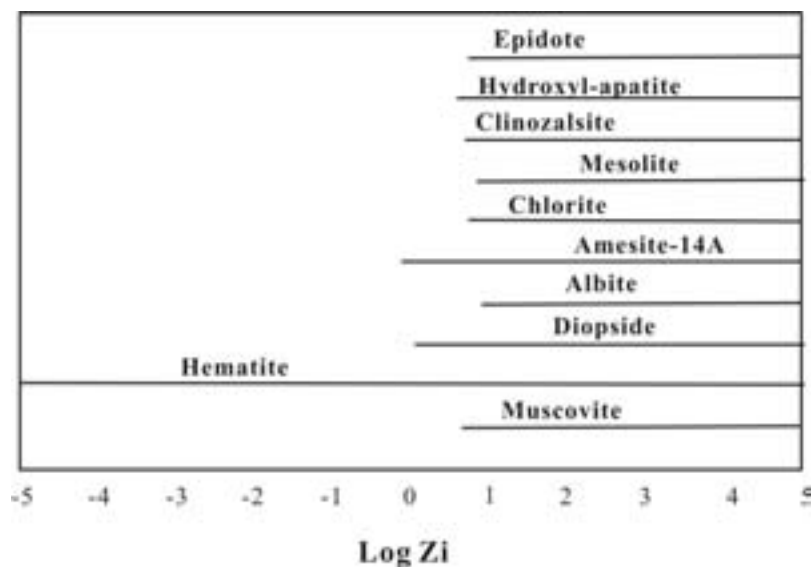 Epidote
Hydroxyl-apatite
Clinozalsite
Mesolite
Chlorite
Amesite-14A
Albite
Diopside
Hematite
Muscovite
-5 -4 -3 -2 -1 0 1 2 3 4 5
Log Zi